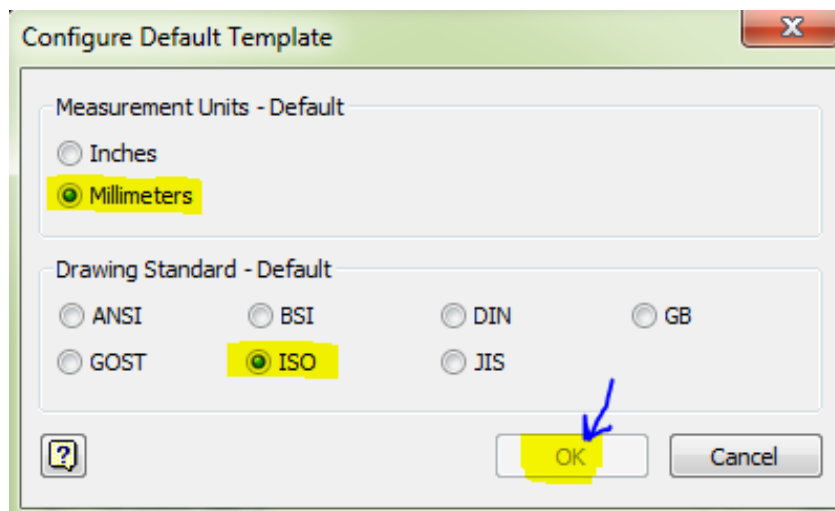 Configure Default Template
Measurement Units - Default
Inches
Millimeters
Drawing Standard - Default
ANSI BSI DIN GB
GOST ISO JIS
OK Cancel